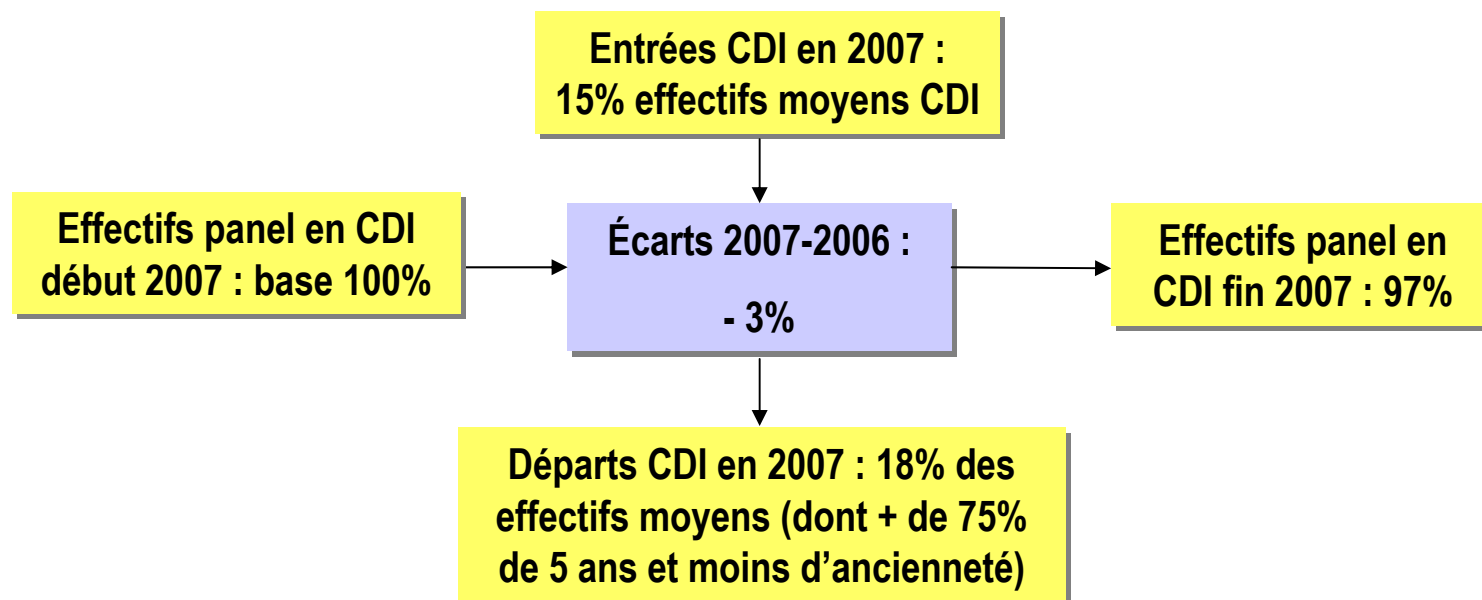 Entrées CDI en 2007 :
15% effectifs moyens CDI
Effectifs panel en CDI
début 2007 : base 100%
Écarts 2007-2006 :
- 3%
Effectifs panel en
CDI fin 2007 : 97%
Départs CDI en 2007 : 18% des
effectifs moyens (dont + de 75%
de 5 ans et moins d’ancienneté)